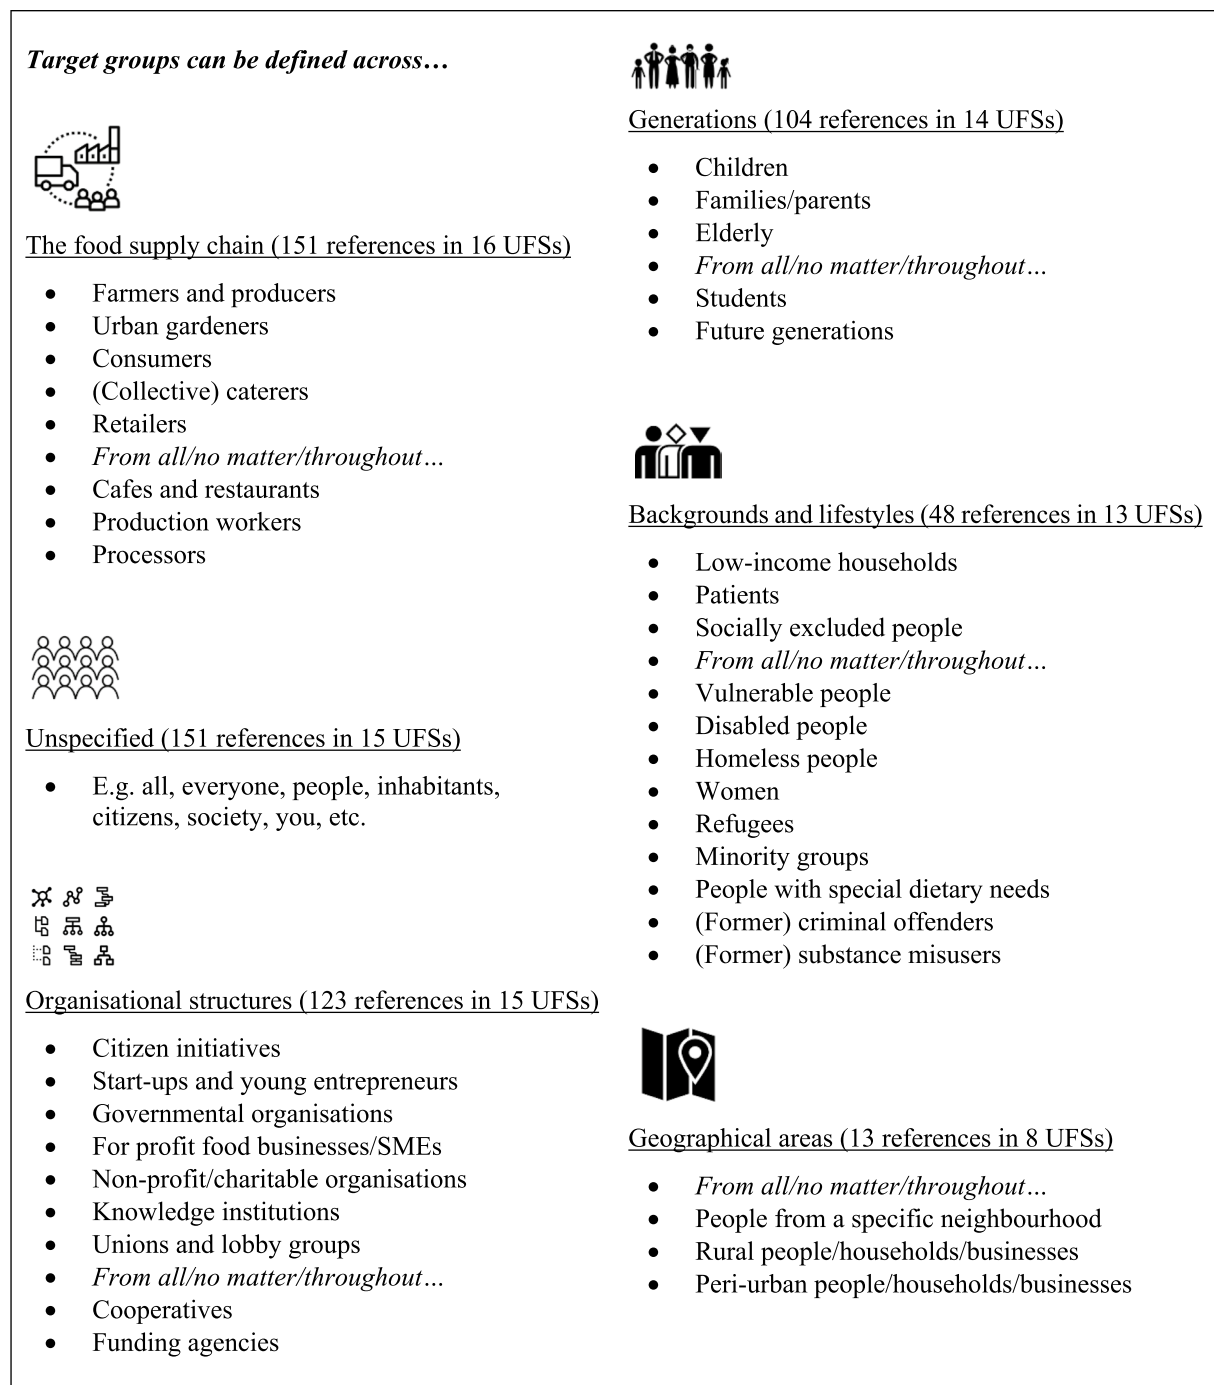 Target groups can be defined across…
The food supply chain (151 references in 16 UFSs)
• Farmers and producers
• Urban gardeners
• Consumers
• (Collective) caterers
• Retailers
• From all/no matter/throughout…
• Cafes and restaurants
• Production workers
• Processors
Unspecified (151 references in 15 UFSs)
• E.g. all, everyone, people, inhabitants,
citizens, society, you, etc.
Organisational structures (123 references in 15 UFSs)
• Citizen initiatives
• Start-ups and young entrepreneurs
• Governmental organisations
• For profit food businesses/SMEs
• Non-profit/charitable organisations
• Knowledge institutions
• Unions and lobby groups
• From all/no matter/throughout…
• Cooperatives
• Funding agencies
Generations (104 references in 14 UFSs)
• Children
• Families/parents
• Elderly
• From all/no matter/throughout…
• Students
• Future generations
Backgrounds and lifestyles (48 references in 13 UFSs)
• Low-income households
• Patients
• Socially excluded people
• From all/no matter/throughout…
• Vulnerable people
• Disabled people
• Homeless people
• Women
• Refugees
• Minority groups
• People with special dietary needs
• (Former) criminal offenders
• (Former) substance misusers
Geographical areas (13 references in 8 UFSs)
• From all/no matter/throughout…
• People from a specific neighbourhood
• Rural people/households/businesses
• Peri-urban people/households/businesses